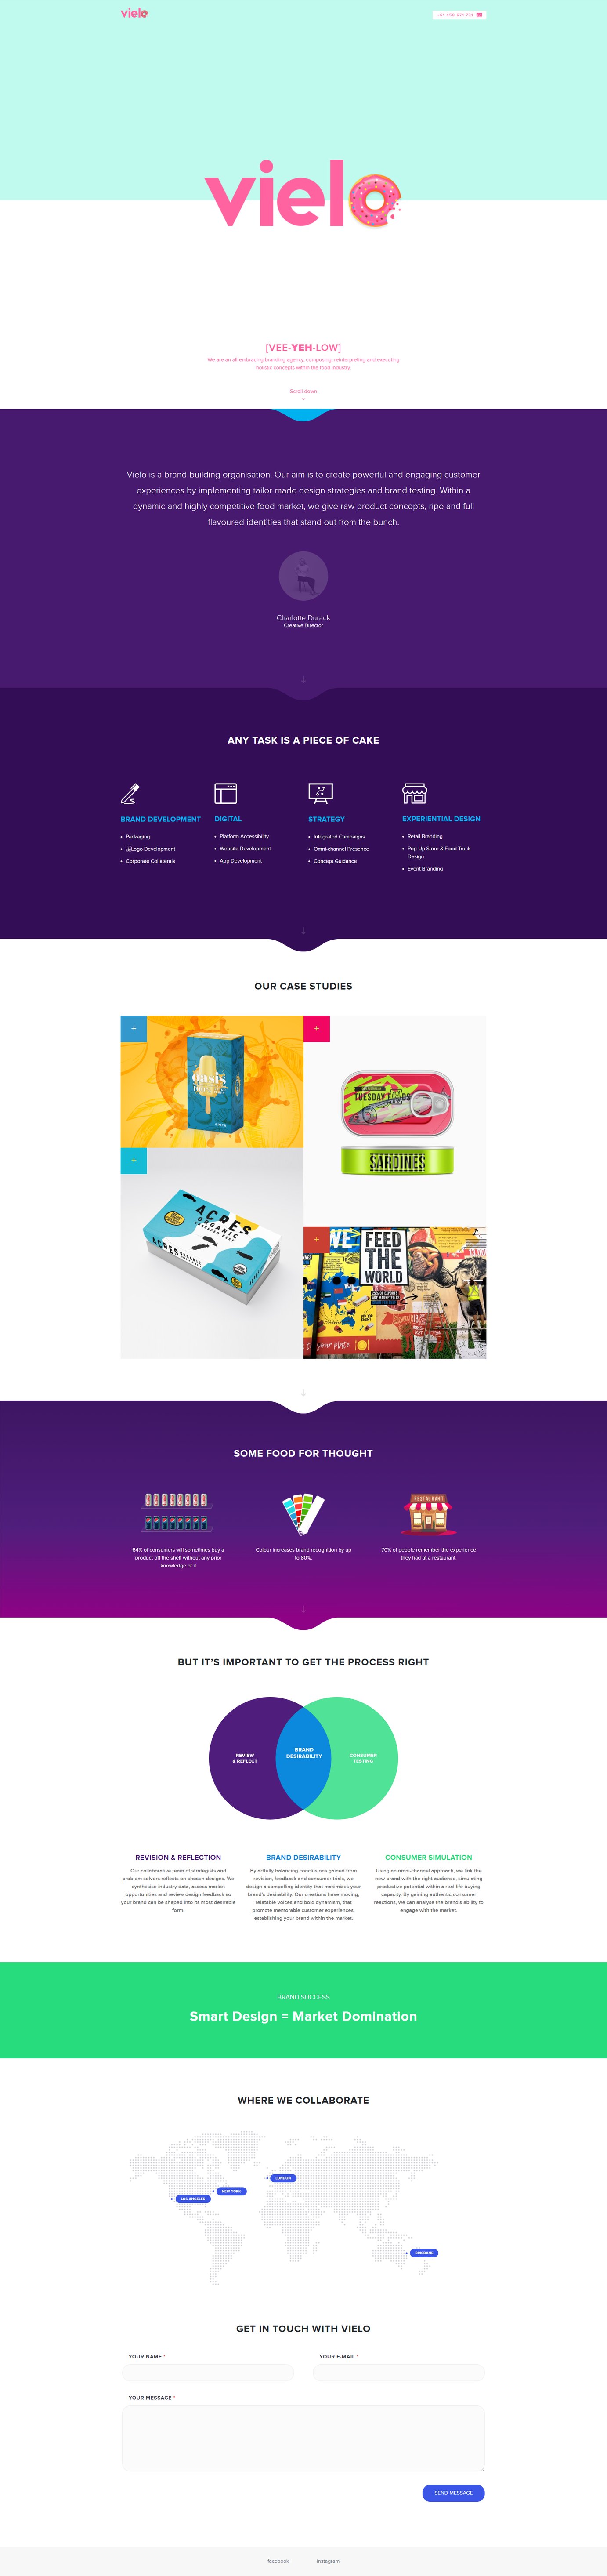 vielo
vielo
[VEE-YEH-LOW]
We are an all-embracing branding agency, composing, reinterpreting and executing
holistic concepts within the food industry.
Scroll down
Vielo is a brand-building organisation. Our aim is to create powerful and engaging customer
experiences by implementing tailor-made design strategies and brand testing. Within a
dynamic and highly competitive food market, we give raw product concepts, ripe and full
flavoured identities that stand out from the bunch.
Charlotte Durack
Creative Director
ANY TASK IS A PIECE OF CAKE
BRAND DEVELOPMENT
Packaging
Logo Development
Corporate Collaterals
DIGITAL
Platform Accessibility
Website Development
App Development
STRATEGY
Integrated Campaigns
Omni-channel Presence
Concept Guidance
EXPERIENTIAL DESIGN
Retail Branding
Pop-Up Store & Food Truck
Design
Event Branding
OUR CASE STUDIES
oasis
TUESDAY
SARDINES
ACRES
ORGANIC
ACRES
ORGANIC
WE
FEED
THE
WORLD
your plate
SOME FOOD FOR THOUGHT
64% of consumers will sometimes buy a
product off the shelf without any prior
knowledge of it
Colour increases brand recognition by up
to 80%.
RESTAURANT
70% of people remember the experience
they had at a restaurant.
BUT IT'S IMPORTANT TO GET THE PROCESS RIGHT
REVIEW
& REFLECT
BRAND
DESIRABILITY
CONSUMER
TESTING
REVISION & REFLECTION
Our collaborative team of strategists and
problem solvers reflects on chosen designs. We
synthesise industry data, assess market
opportunities and review design feedback so
your brand can be shaped into its most desirable
form.
BRAND DESIRABILITY
By artfully balancing conclusions gained from
revision, feedback and consumer trials, we
design a compelling identity that maximizes your
brand's desirability. Our creations have moving,
relatable voices and bold dynamism, that
promote memorable customer experiences,
establishing your brand within the market.
CONSUMER SIMULATION
Using an omni-channel approach, we link the
new brand with the right audience, simulating
productive potential within a real-life buying
capacity. By gaining authentic consumer
reactions, we can analyse the brand's ability to
engage with the market.
BRAND SUCCESS
Smart Design = Market Domination
WHERE WE COLLABORATE
LONDON
NEW YORK
LOS ANGELES
BRISBANE
GET IN TOUCH WITH VIELO
YOUR NAME *
YOUR E-MAIL *
YOUR MESSAGE *
SEND MESSAGE
facebook
instagram